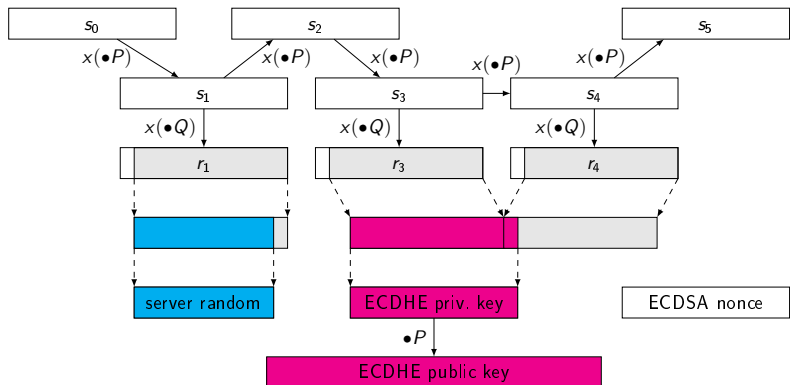 s₀ s₂ s₅
x(•P) x(•P) x(•P) x(•P) x(•P)
s₁ s₃ s₄
x(•Q) x(•Q) x(•Q)
r₁ r₃ r₄
server random ECDHE priv. key ECDSA nonce
•P
ECDHE public key